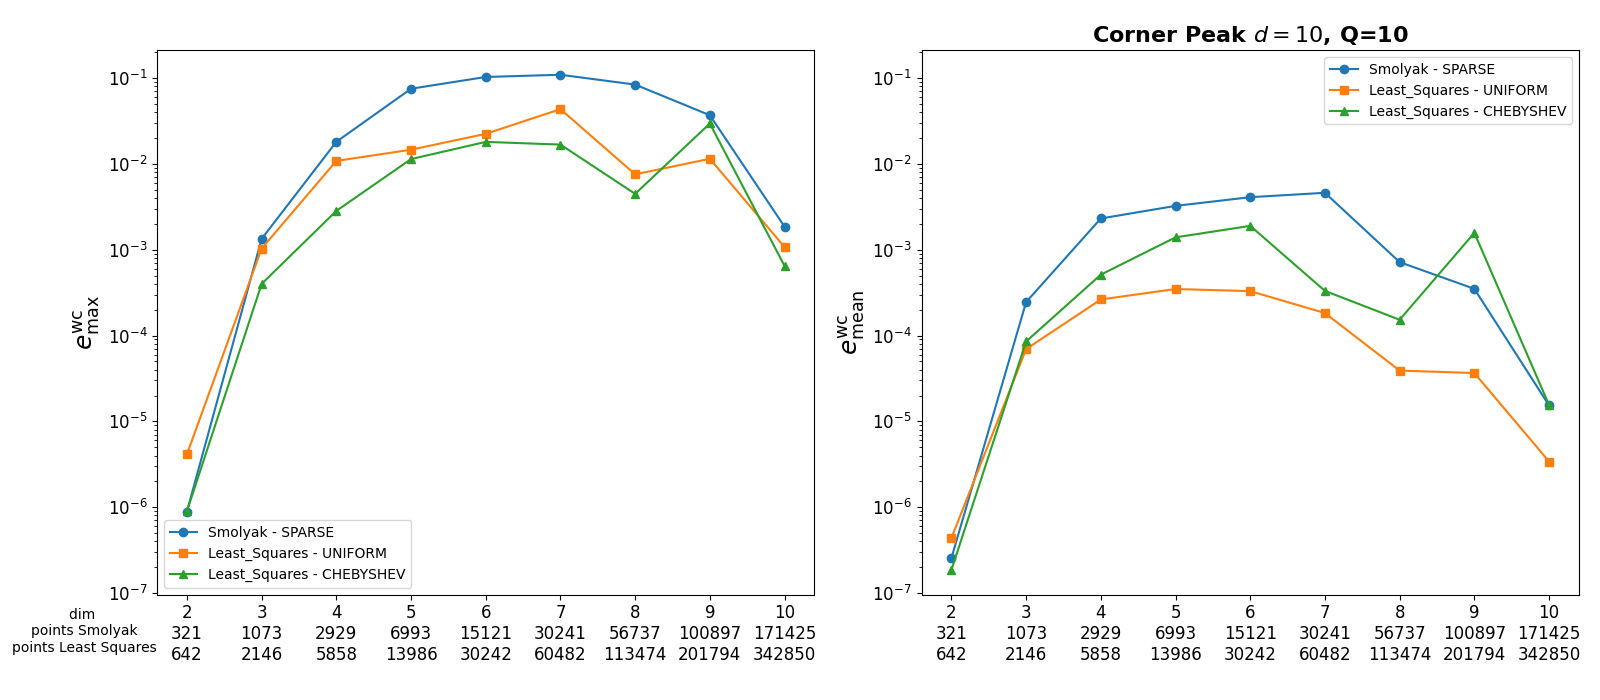 Corner Peak d = 10, Q=10
e^wc_max
10^-1
10^-2
10^-3
10^-4
10^-5
10^-6
10^-7
Smolyak - SPARSE
Least_Squares - UNIFORM
Least_Squares - CHEBYSHEV
dim 2 3 4 5 6 7 8 9 10
points Smolyak 321 1073 2929 6993 15121 30241 56737 100897 171425
points Least Squares 642 2146 5858 13986 30242 60482 113474 201794 342850
e^wc_mean
10^-1
10^-2
10^-3
10^-4
10^-5
10^-6
10^-7
Smolyak - SPARSE
Least_Squares - UNIFORM
Least_Squares - CHEBYSHEV
2 3 4 5 6 7 8 9 10
321 1073 2929 6993 15121 30241 56737 100897 171425
642 2146 5858 13986 30242 60482 113474 201794 342850